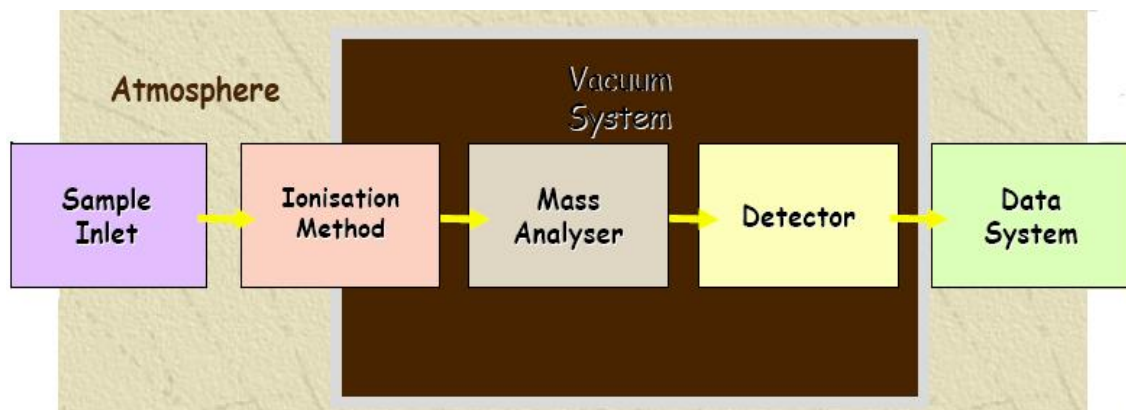 Atmosphere
Vacuum
System
Sample
Inlet
Ionisation
Method
Mass
Analyser
Detector
Data
System